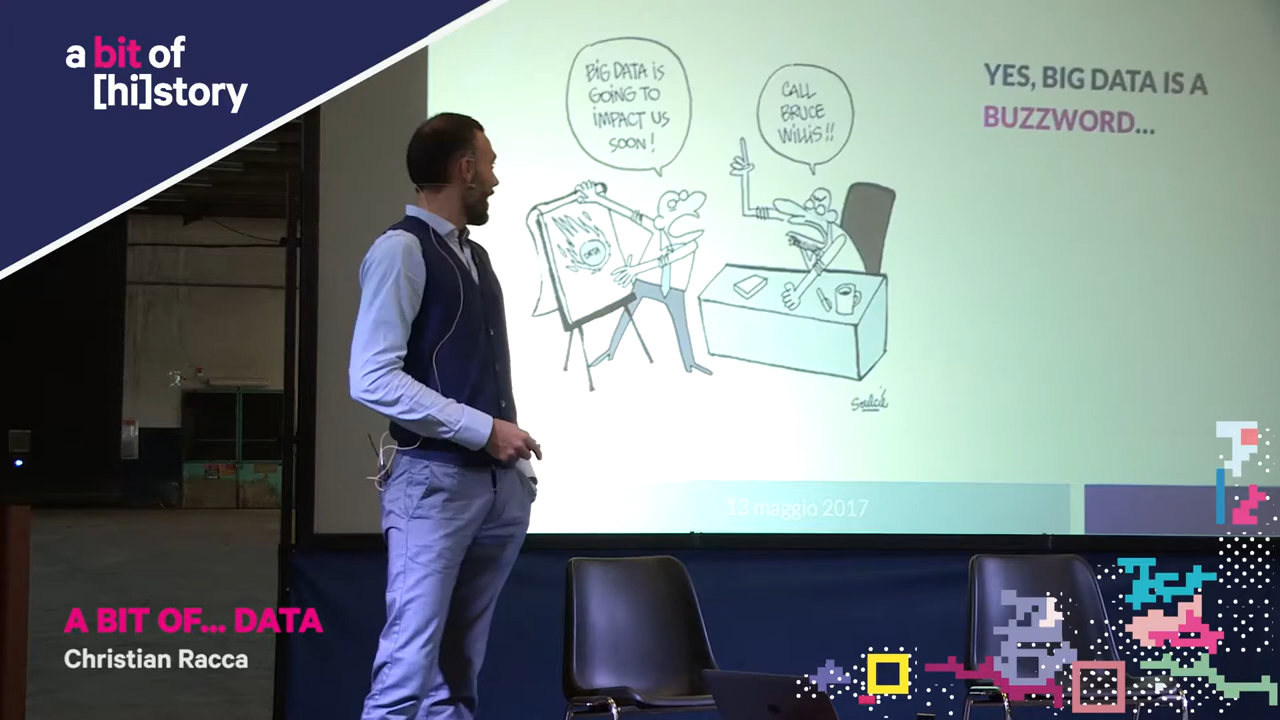 a bit of
[hi]story
BIG DATA IS
GOING TO
IMPACT US
SOON!
CALL
BRUCE
WILLIS!!
YES, BIG DATA IS A
BUZZWORD...
DATA
13 maggio 2017
A BIT OF... DATA
Christian Racca